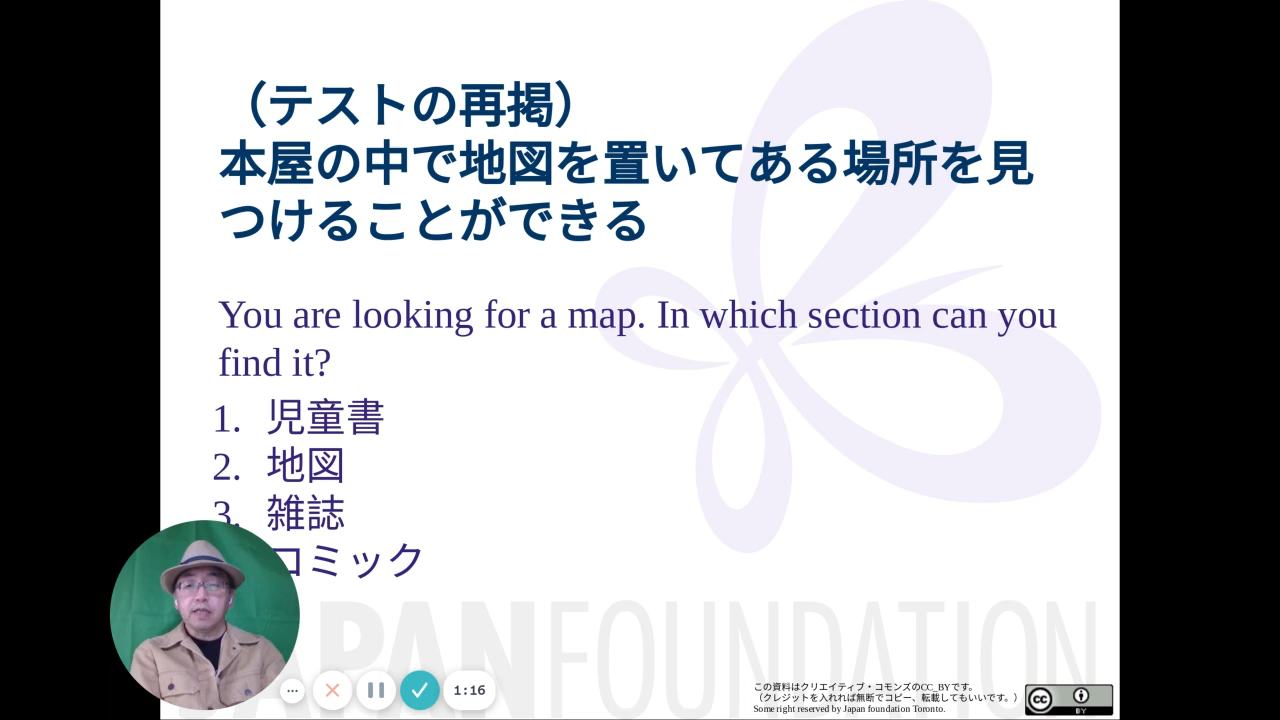 （テストの再掲）
本屋の中で地図を置いてある場所を見
つけることができる
You are looking for a map. In which section can you
find it?
1. 児童書
2. 地図
3. 雑誌
コミック
JAPAN FOUNDATION
1:16
この資料はクリエイティブ・コモンズのCC_BYです。
（クレジットを入れれば無断でコピー、転載してもいいです。）
Some right reserved by Japan foundation Toronto.
cc
BY